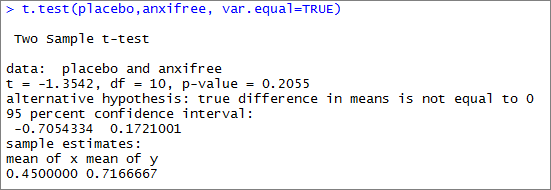 > t.test(placebo,anxifree, var.equal=TRUE)
Two Sample t-test
data:  placebo and anxifree
t = -1.3542, df = 10, p-value = 0.2055
alternative hypothesis: true difference in means is not equal to 0
95 percent confidence interval:
-0.7054334  0.1721001
sample estimates:
mean of x mean of y
0.4500000 0.7166667